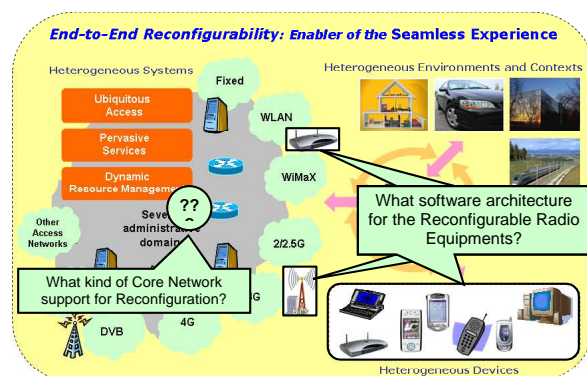 End-to-End Reconfigurability: Enabler of the Seamless Experience
Heterogeneous Systems
Heterogeneous Environments and Contexts
Fixed
Ubiquitous
Access
WLAN
Pervasive
Services
WiMaX
Dynamic
Resource Management
??
?
What software architecture
for the Reconfigurable Radio
Equipments?
Other
Access
Networks
administrative
2/2.5G
What kind of Core Network
support for Reconfiguration?
DVB
4G
Heterogeneous Devices